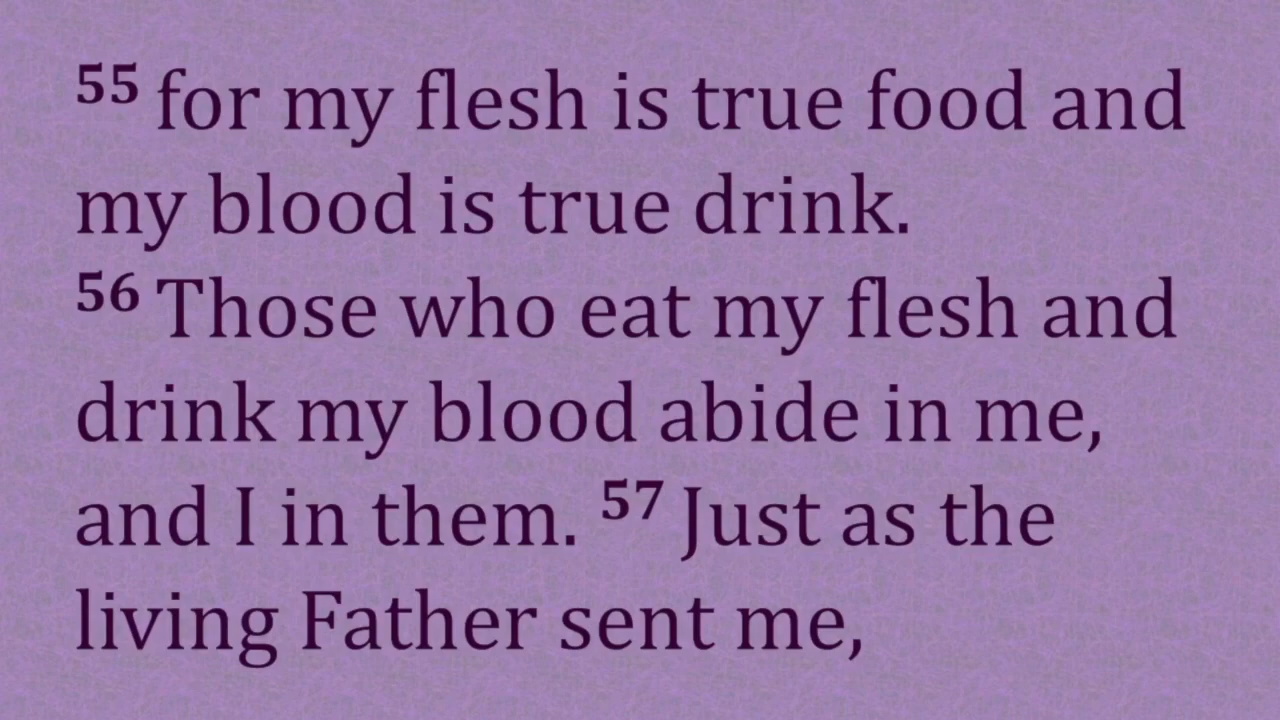 55 for my flesh is true food and
my blood is true drink.
56 Those who eat my flesh and
drink my blood abide in me,
and I in them. 57 Just as the
living Father sent me,